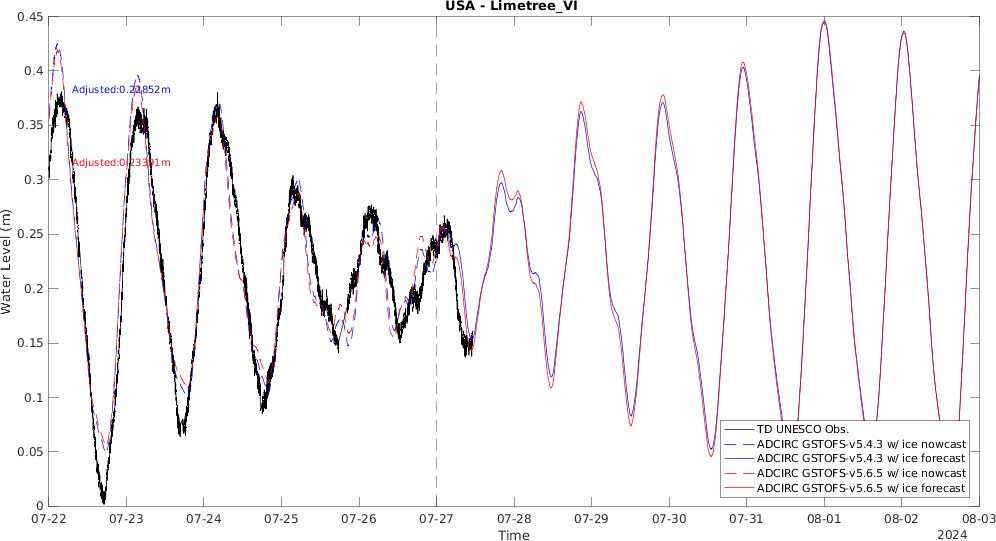 USA - Limetree_VI
0.45
0.4
0.35
0.3
0.25
0.2
0.15
0.1
0.05
0
Water Level (m)
Adjusted:0.22852m
Adjusted:0.23391m
TD UNESCO Obs.
ADCIRC GSTOFS-v5.4.3 w/ ice nowcast
ADCIRC GSTOFS-v5.4.3 w/ ice forecast
ADCIRC GSTOFS-v5.6.5 w/ ice nowcast
ADCIRC GSTOFS-v5.6.5 w/ ice forecast
07-22 07-23 07-24 07-25 07-26 07-27 07-28 07-29 07-30 07-31 08-01 08-02 08-03
Time
2024